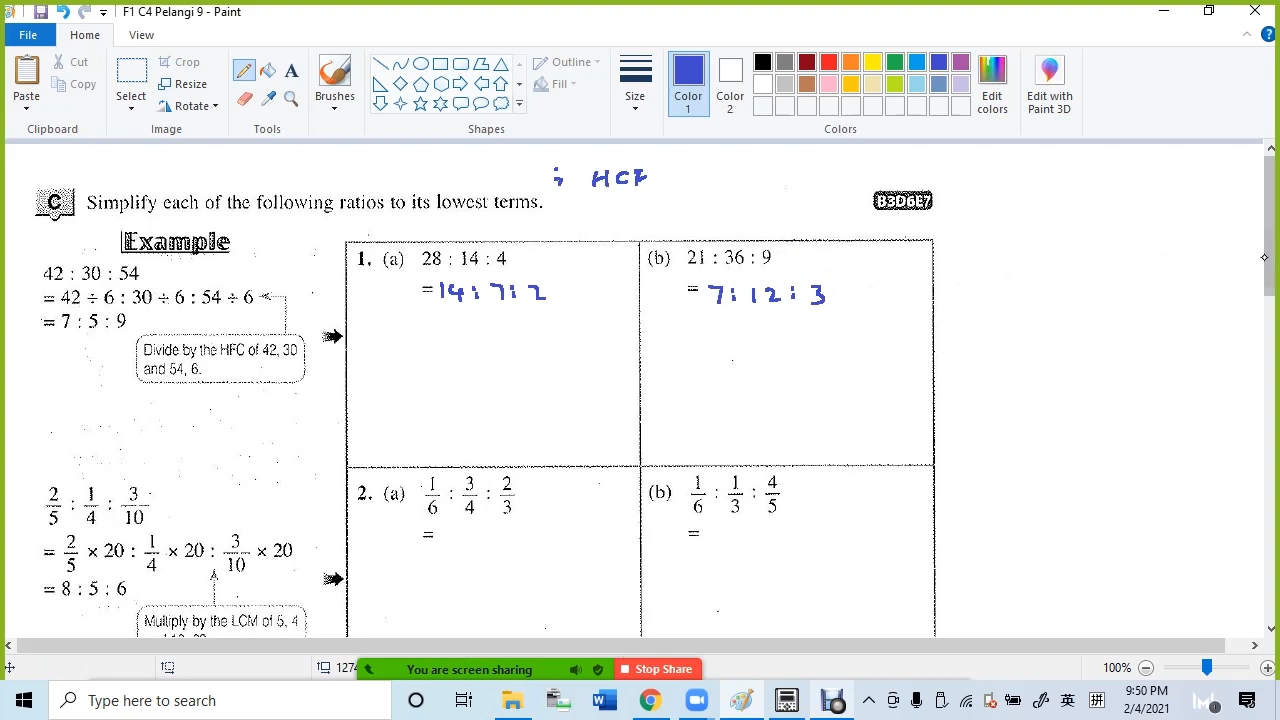 F1 C4 Pelangi 9 - Paint
File
Home
View
Paste
Cut
Copy
Clipboard
Select
Crop
Resize
Rotate
Image
A
Tools
Brushes
Shapes
Outline
Fill
Size
Color 1
Color 2
Edit colors
Colors
Edit with Paint 3D
÷ HCF
C Simplify each of the following ratios to its lowest terms.
B3D6E7
Example
42 : 30 : 54
= 42 ÷ 6 : 30 ÷ 6 : 54 ÷ 6
= 7 : 5 : 9
Divide by the HFC of 42, 30
and 54, 6.
2/5 : 1/4 : 3/10
= 2/5 × 20 : 1/4 × 20 : 3/10 × 20
= 8 : 5 : 6
Multiply by the LCM of 5, 4
1. (a) 28 : 14 : 4
= 14 : 7 : 2
(b) 21 : 36 : 9
= 7 : 12 : 3
2. (a) 1/6 : 3/4 : 2/3
=
(b) 1/6 : 1/3 : 4/5
=
1274
You are screen sharing
Stop Share
100%
Type here to search
英
拼
9:50 PM
2/4/2021